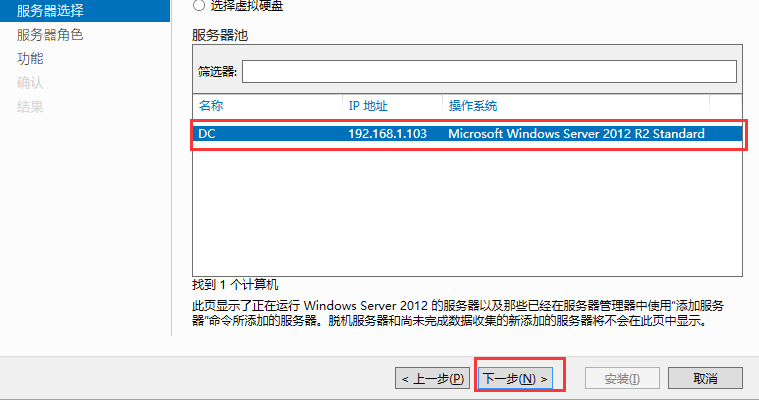 服务器选择
服务器角色
功能
确认
结果
选择虚拟硬盘
服务器池
筛选器:
名称 IP 地址 操作系统
DC 192.168.1.103 Microsoft Windows Server 2012 R2 Standard
找到 1 个计算机
此页显示了正在运行 Windows Server 2012 的服务器以及那些已经在服务器管理器中使用"添加服务
器"命令所添加的服务器。脱机服务器和尚未完成数据收集的新添加的服务器将不会在此页中显示。
< 上一步(P) 下一步(N) > 安装(I) 取消